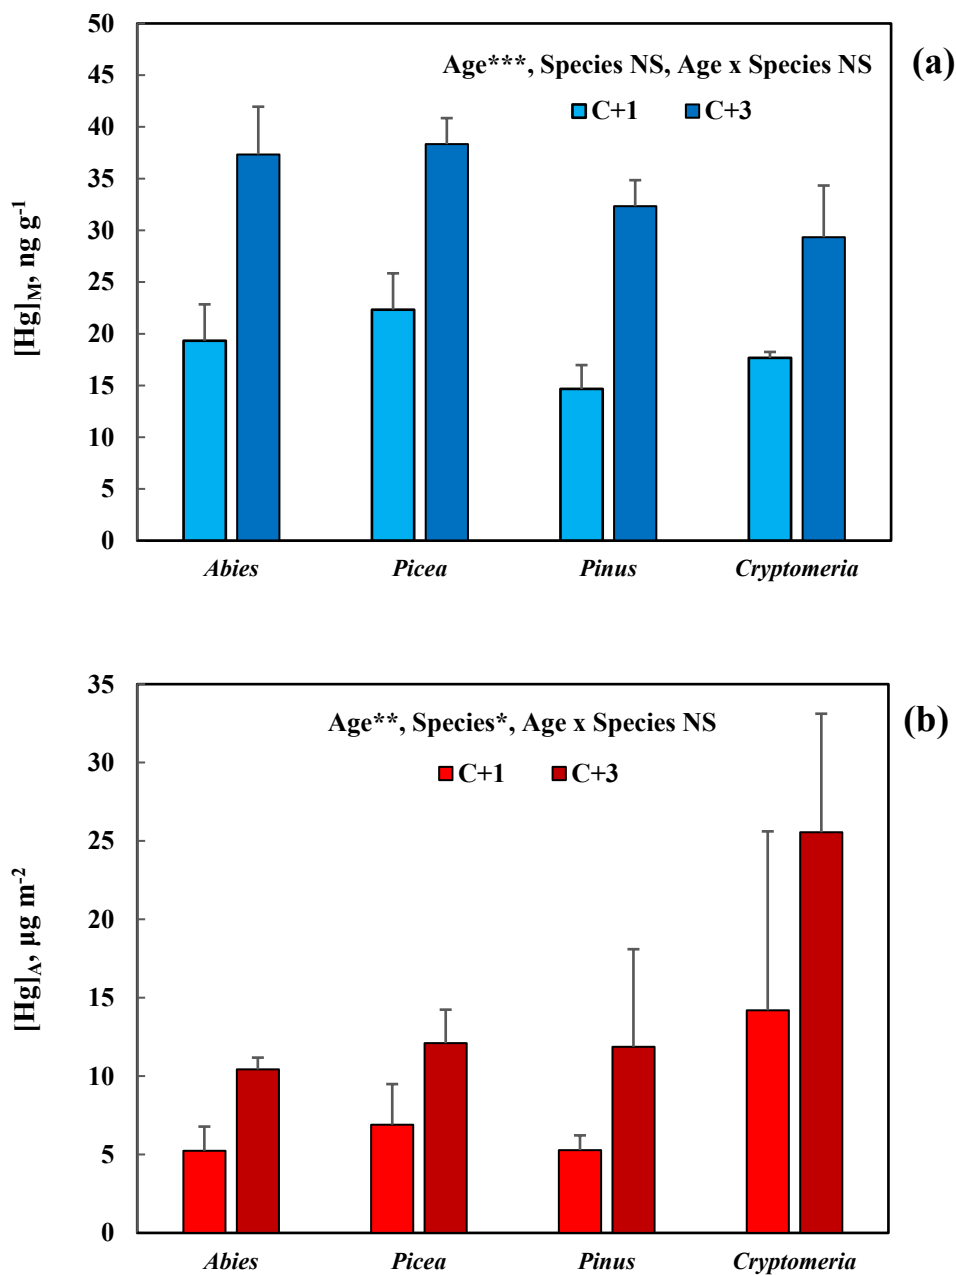 50
(a)
Age***, Species NS, Age x Species NS
45
C+1 C+3
40
35
30
25
20
15
10
5
0
[Hg]M, ng g-1
Abies Picea Pinus Cryptomeria
35
(b)
Age**, Species*, Age x Species NS
C+1 C+3
30
25
20
15
10
5
0
[Hg]A, µg m-2
Abies Picea Pinus Cryptomeria